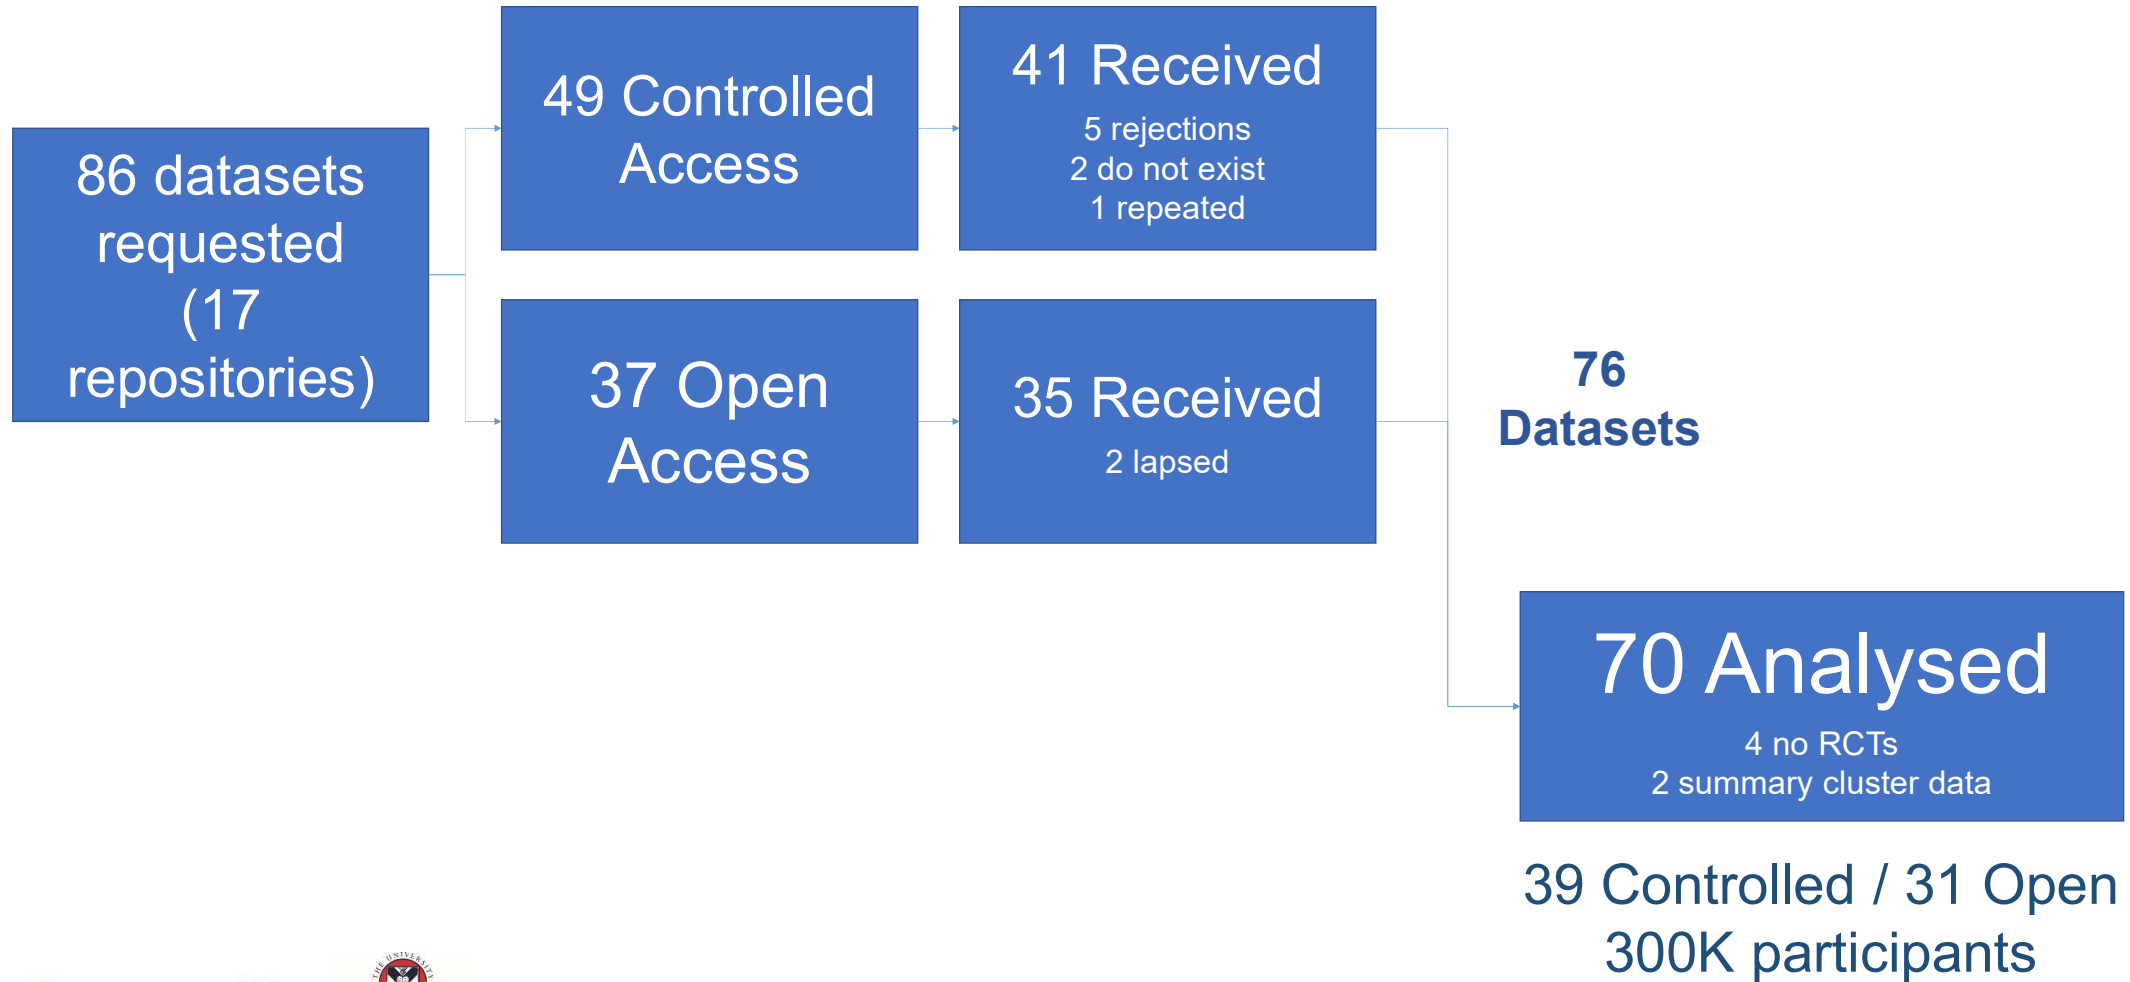 86 datasets
requested
(17
repositories)
49 Controlled
Access
41 Received
5 rejections
2 do not exist
1 repeated
37 Open
Access
35 Received
2 lapsed
76
Datasets
70 Analysed
4 no RCTs
2 summary cluster data
39 Controlled / 31 Open
300K participants
THE UNIVERSITY